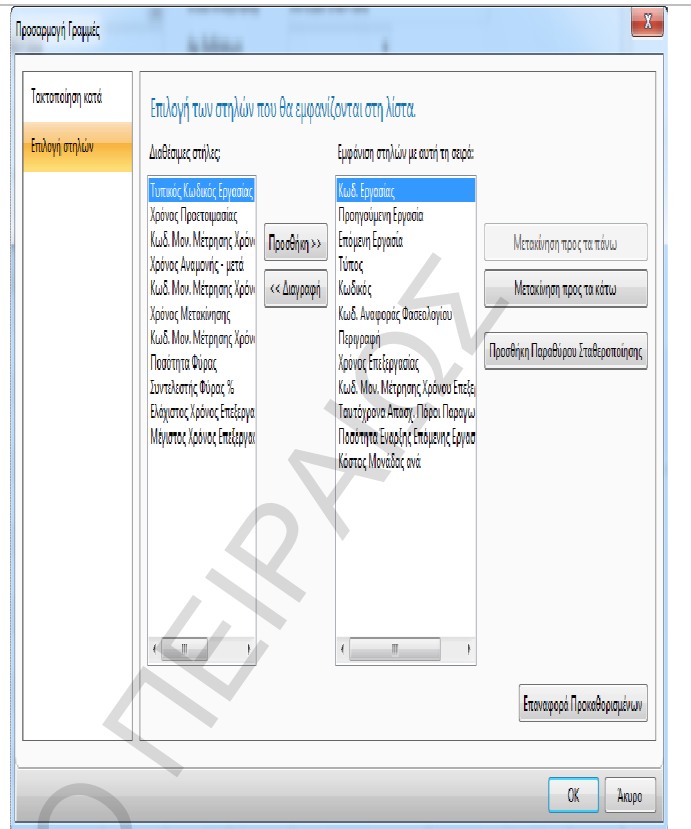 Προσαρμογή Γραμμές
Τακτοποίηση κατά
Επιλογή στηλών
Επιλογή των στηλών που θα εμφανίζονται στη λίστα.
Διαθέσιμες στήλες:
Τυπικός Κωδικός Εργασίας
Χρόνος Προετοιμασίας
Κωδ. Μον. Μέτρησης Χρόν
Χρόνος Αναμονής - μετά
Κωδ. Μον. Μέτρησης Χρόν
Χρόνος Μετακίνησης
Κωδ. Μον. Μέτρησης Χρόν
Ποσότητα Φύρας
Συντελεστής Φύρας %
Ελάχιστος Χρόνος Επεξεργα
Μέγιστος Χρόνος Επεξεργα
Προσθήκη >>
<< Διαγραφή
Εμφάνιση στηλών με αυτή τη σειρά:
Κωδ. Εργασίας
Προηγούμενη Εργασία
Επόμενη Εργασία
Τύπος
Κωδικός
Κωδ. Αναφοράς Φασεολογίου
Περιγραφή
Χρόνος Επεξεργασίας
Κωδ. Μον. Μέτρησης Χρόνου Επεξε
Ταυτόχρονα Απασχ. Πόροι Παραγω
Ποσότητα Έναρξης Επόμενης Εργασ
Κόστος Μονάδας ανά
Μετακίνηση προς τα πάνω
Μετακίνηση προς τα κάτω
Προσθήκη Παραθύρου Σταθεροποίησης
Επαναφορά Προκαθορισμένων
OK
Άκυρο
Ο ΠΕΙΡΑΙΩΣ